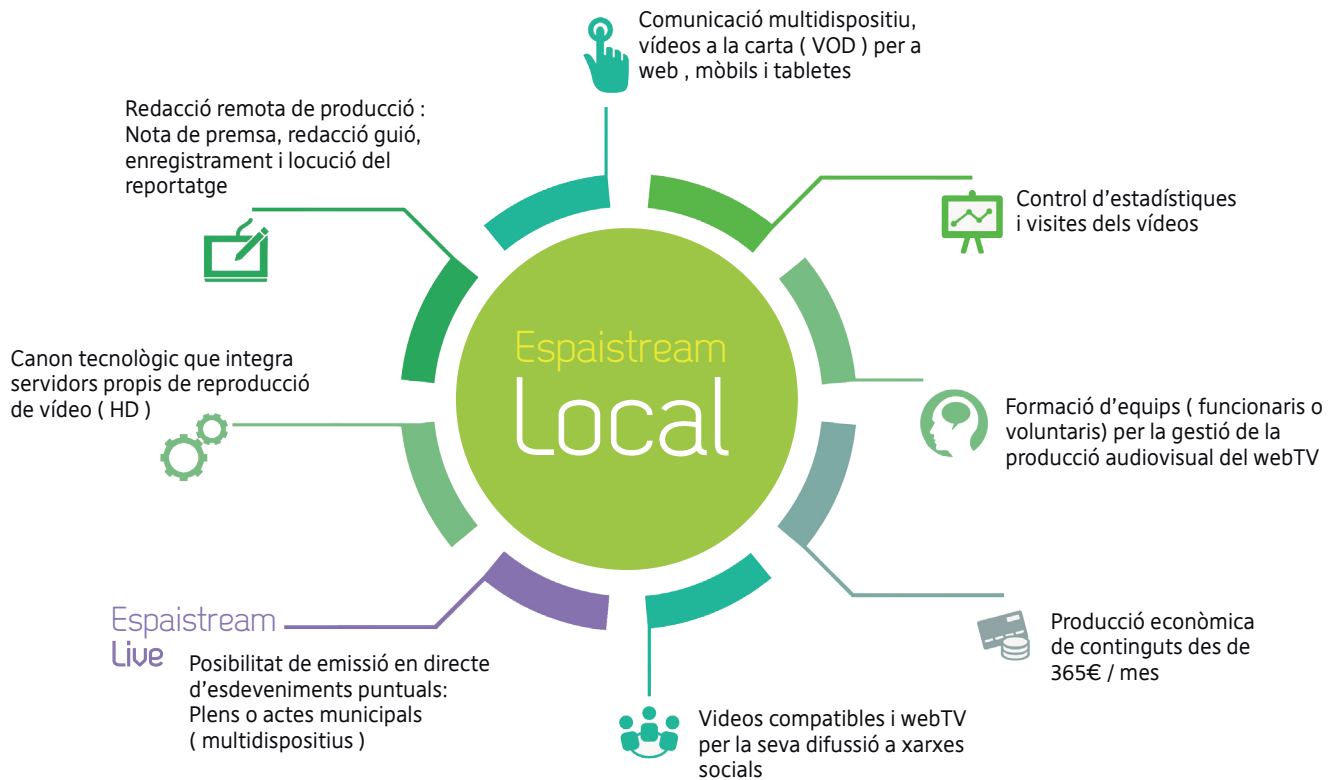 Comunicació multidispositiu,
vídeos a la carta ( VOD ) per a
web , mòbils i tabletes
Redacció remota de producció :
Nota de premsa, redacció guió,
enregistrament i locució del
reportatge
Control d'estadístiques
i visites dels vídeos
Espaistream
Local
Canon tecnològic que integra
servidors propis de reproducció
de vídeo ( HD )
Formació d'equips ( funcionaris o
voluntaris) per la gestió de la
producció audiovisual del webTV
Espaistream
Live
Posibilitat de emissió en directe
d'esdeveniments puntuals:
Plens o actes municipals
( multidispositius )
Producció econòmica
de continguts des de
365€ / mes
Videos compatibles i webTV
per la seva difussió a xarxes
socials